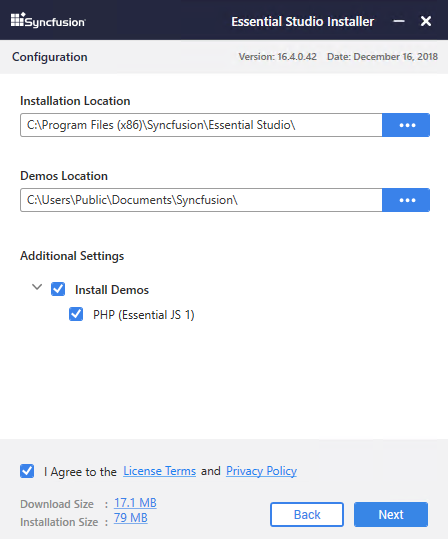 Syncfusion Essential Studio Installer
Configuration Version: 16.4.0.42 Date: December 16, 2018
Installation Location
C:\Program Files (x86)\Syncfusion\Essential Studio\
Demos Location
C:\Users\Public\Documents\Syncfusion\
Additional Settings
Install Demos
PHP (Essential JS 1)
I Agree to the License Terms and Privacy Policy
Download Size : 17.1 MB
Installation Size : 79 MB
Back Next